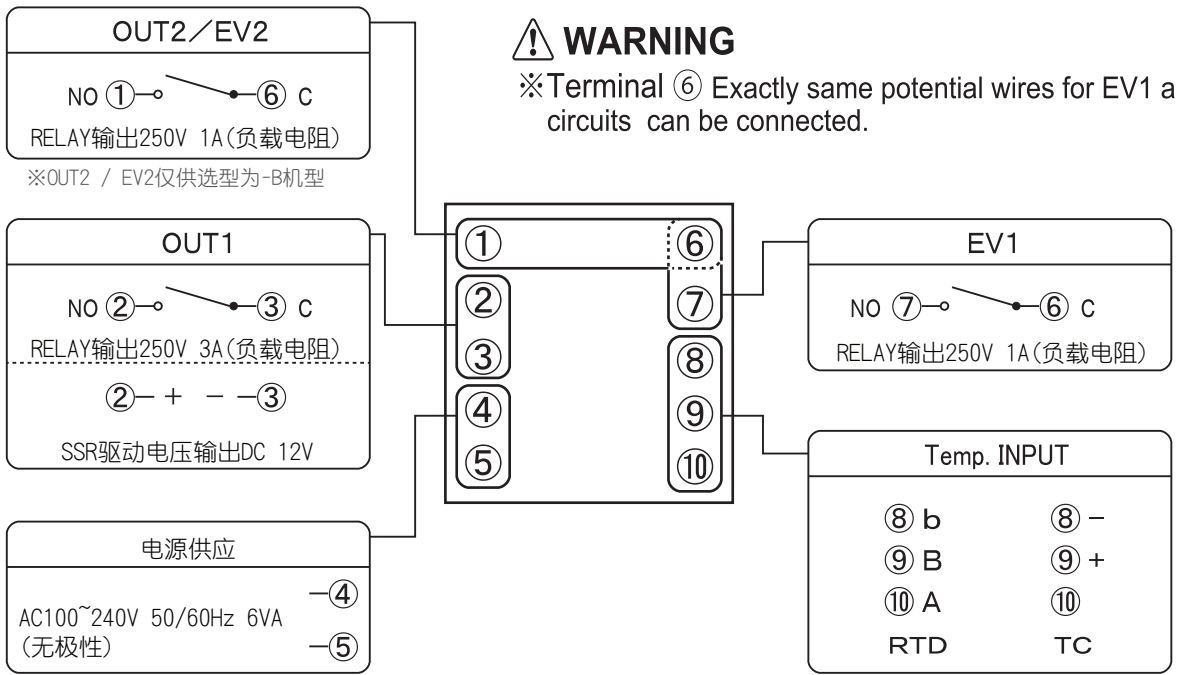 OUT2／EV2
NO ① ⑥ C
RELAY输出250V 1A(负载电阻)
※OUT2 / EV2仅供选型为-B机型
WARNING
※Terminal ⑥ Exactly same potential wires for EV1 a
circuits can be connected.
OUT1
NO ② ③ C
RELAY输出250V 3A(负载电阻)
② + - ③
SSR驱动电压输出DC 12V
电源供应
④
AC100~240V 50/60Hz 6VA
(无极性)
⑤
① ⑥
② ⑦
③ ⑧
④ ⑨
⑤ ⑩
EV1
NO ⑦ ⑥ C
RELAY输出250V 1A(负载电阻)
Temp. INPUT
⑧ b ⑧ -
⑨ B ⑨ +
⑩ A ⑩
RTD TC